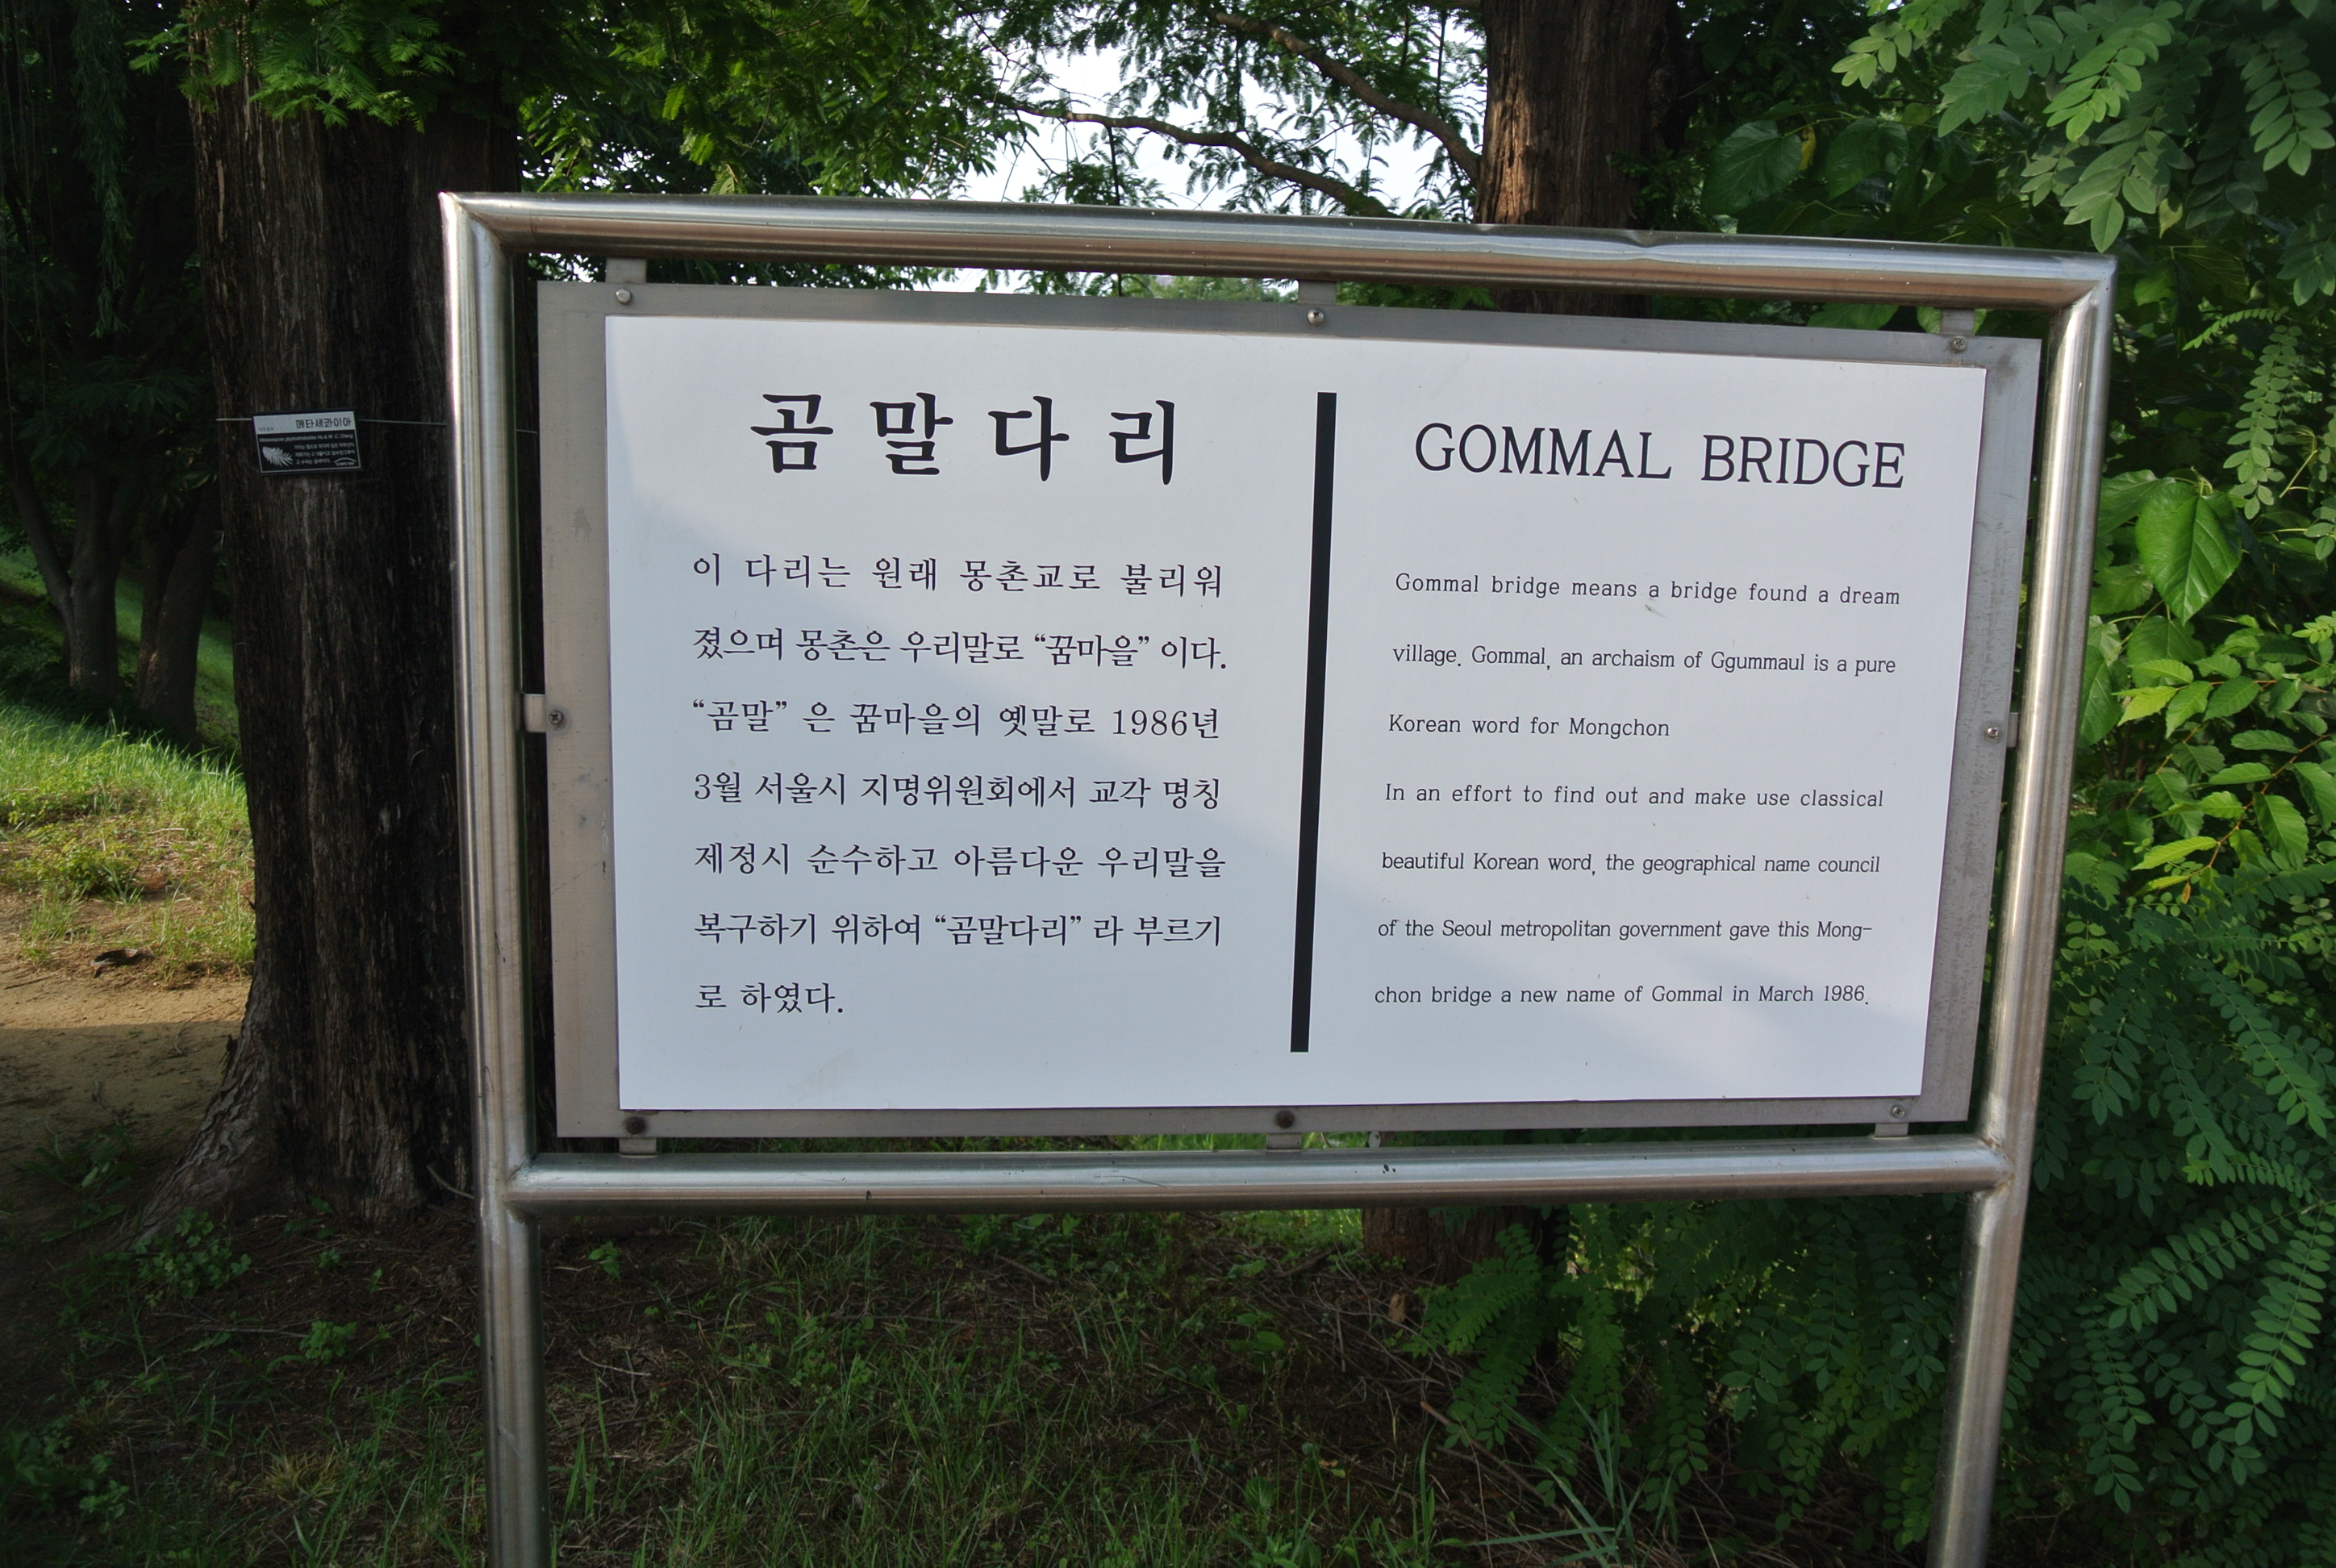 곰말다리
이 다리는 원래 몽촌교로 불리워
졌으며 몽촌은 우리말로 “꿈마을” 이다.
“곰말” 은 꿈마을의 옛말로 1986년
3월 서울시 지명위원회에서 교각 명칭
제정시 순수하고 아름다운 우리말을
복구하기 위하여 “곰말다리” 라 부르기
로 하였다.
GOMMAL BRIDGE
Gommal bridge means a bridge found a dream
village. Gommal, an archaism of Ggummaul is a pure
Korean word for Mongchon
In an effort to find out and make use classical
beautiful Korean word, the geographical name council
of the Seoul metropolitan government gave this Mong-
chon bridge a new name of Gommal in March 1986.
메타세쿼이아